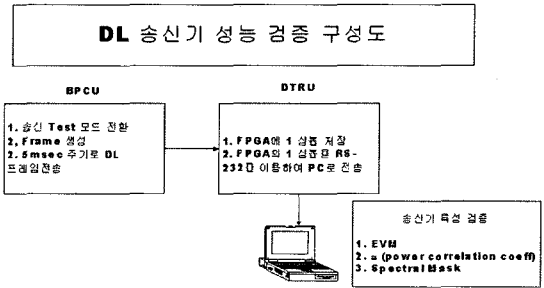 DL 송신기 성능 검증 구성도
BPCU
1. 송신 Test 모드 전환
2, Frame 생성
2. 5msec 주기로 DL
프레임전송
DTRU
1. FPGA에 1 심볼 저장
2. FPGA의 1 심볼을 RS-
232를 이용하여 PC로 전송
송신기 특성 검증
1. EVM
2. (power correlation coeff)
3. Spectral Mask